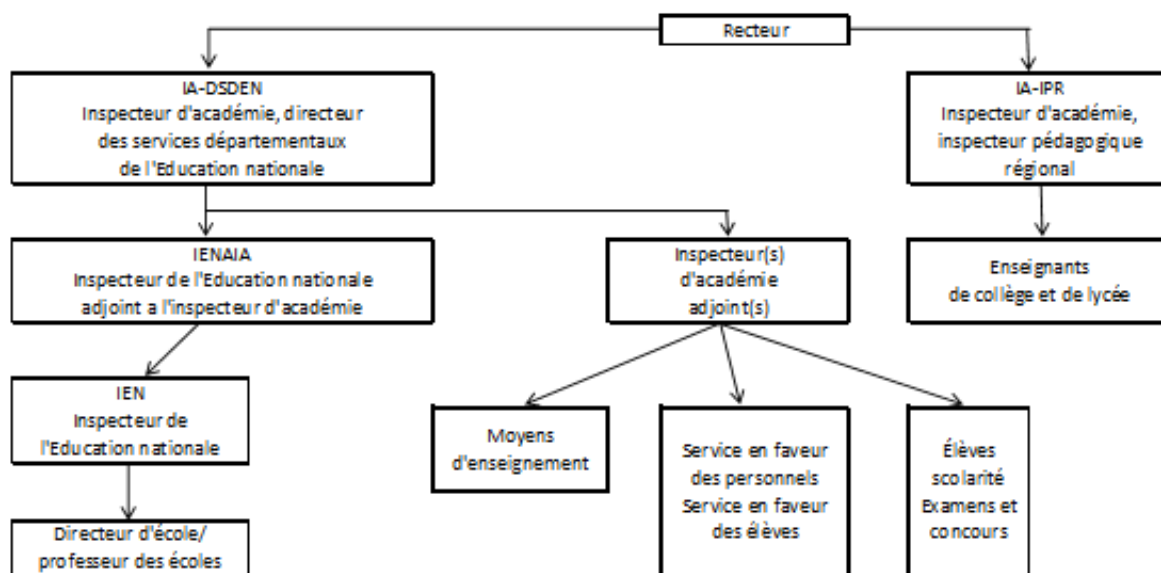 Recteur
IA-DSDEN
Inspecteur d'académie, directeur
des services départementaux
de l'Education nationale
IA-IPR
Inspecteur d'académie,
inspecteur pédagogique
régional
IENAIA
Inspecteur de l'Education nationale
adjoint a l'inspecteur d'académie
Inspecteur(s)
d'académie
adjoint(s)
Enseignants
de collège et de lycée
IEN
Inspecteur de
l'Education nationale
Moyens
d'enseignement
Service en faveur
des personnels
Service en faveur
des élèves
Élèves
scolarité
Examens et
concours
Directeur d'école/
professeur des écoles